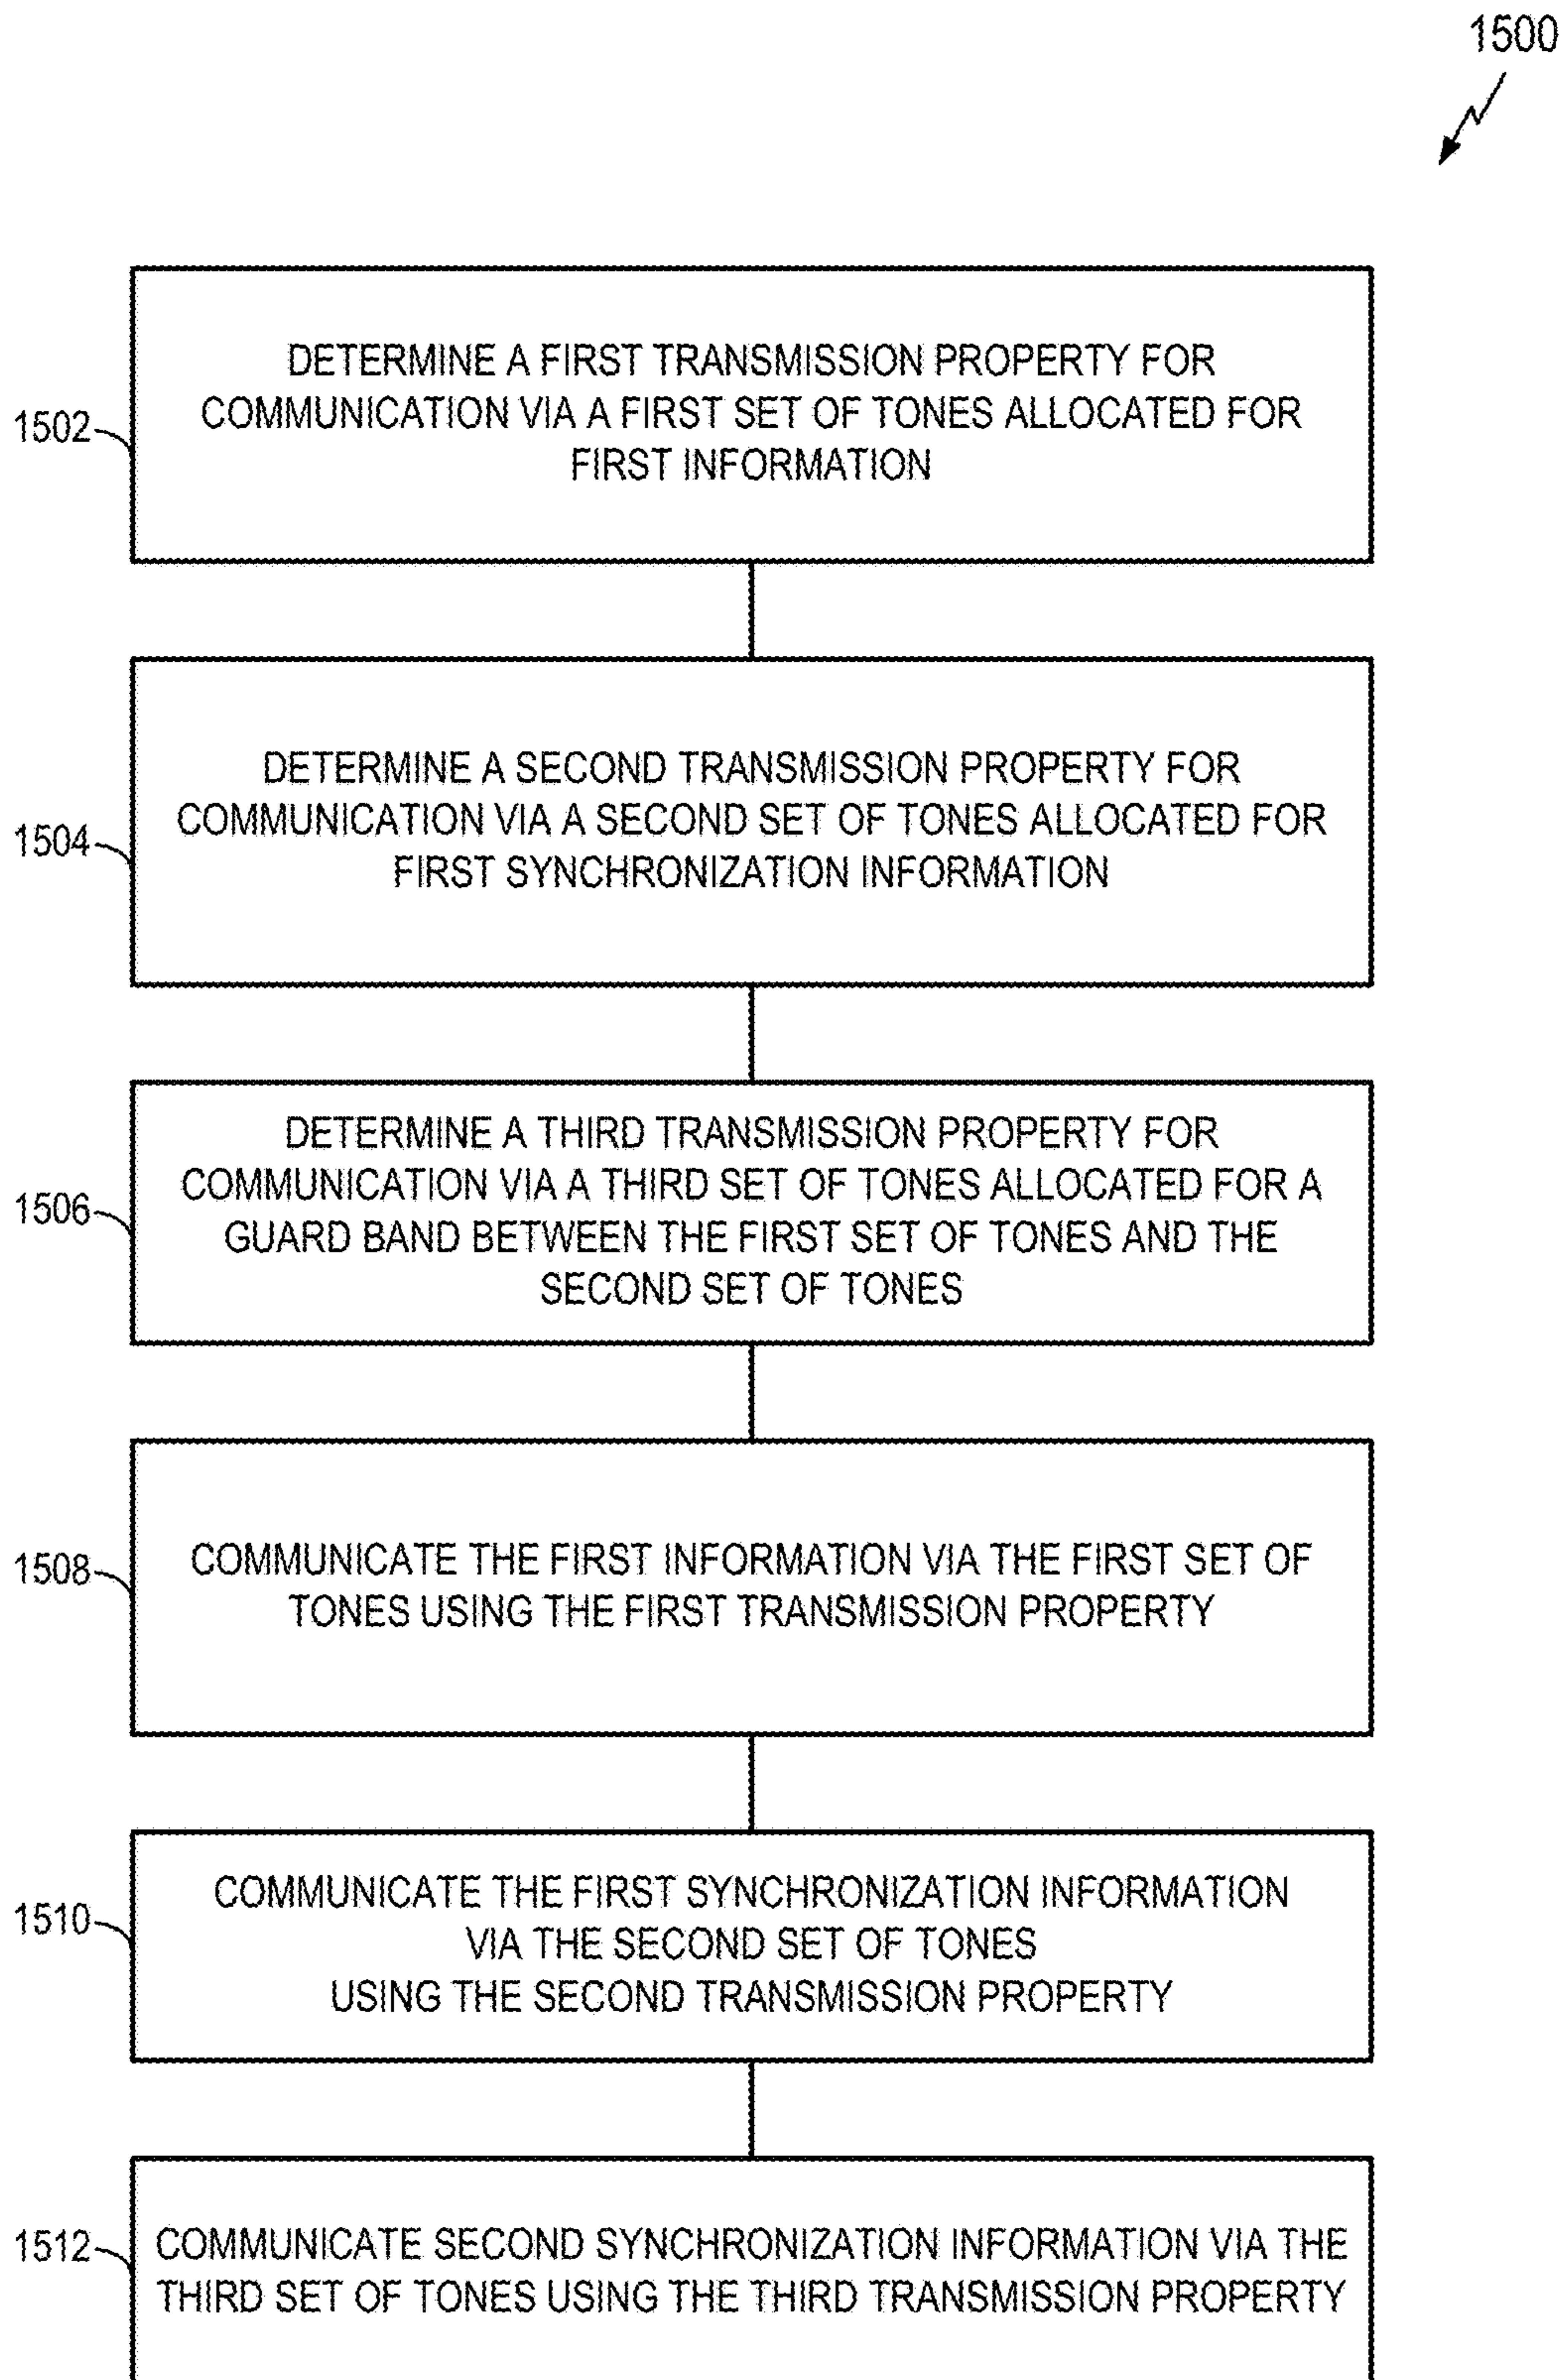 1500
DETERMINE A FIRST TRANSMISSION PROPERTY FOR
COMMUNICATION VIA A FIRST SET OF TONES ALLOCATED FOR
FIRST INFORMATION
1502
DETERMINE A SECOND TRANSMISSION PROPERTY FOR
COMMUNICATION VIA A SECOND SET OF TONES ALLOCATED FOR
FIRST SYNCHRONIZATION INFORMATION
1504
DETERMINE A THIRD TRANSMISSION PROPERTY FOR
COMMUNICATION VIA A THIRD SET OF TONES ALLOCATED FOR A
GUARD BAND BETWEEN THE FIRST SET OF TONES AND THE
SECOND SET OF TONES
1506
COMMUNICATE THE FIRST INFORMATION VIA THE FIRST SET OF
TONES USING THE FIRST TRANSMISSION PROPERTY
1508
COMMUNICATE THE FIRST SYNCHRONIZATION INFORMATION
VIA THE SECOND SET OF TONES
USING THE SECOND TRANSMISSION PROPERTY
1510
COMMUNICATE SECOND SYNCHRONIZATION INFORMATION VIA THE
THIRD SET OF TONES USING THE THIRD TRANSMISSION PROPERTY
1512